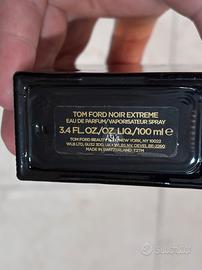 TOM FORD NOIR EXTREME
EAU DE PARFUM/VAPORISATEUR SPRAY
3.4 FL.OZ./OZ.LIQ./100 ml ℮
TOM FORD BEAUTY NEW YORK, NY 10022
MADE IN SWITZERLAND
Subito